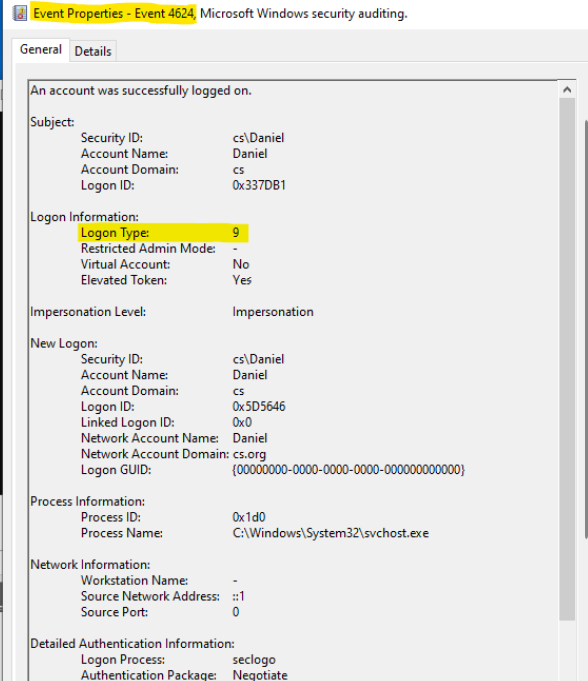 Event Properties - Event 4624, Microsoft Windows security auditing.
General Details
An account was successfully logged on.
Subject:
Security ID: cs\Daniel
Account Name: Daniel
Account Domain: cs
Logon ID: 0x337DB1
Logon Information:
Logon Type: 9
Restricted Admin Mode: -
Virtual Account: No
Elevated Token: Yes
Impersonation Level: Impersonation
New Logon:
Security ID: cs\Daniel
Account Name: Daniel
Account Domain: cs
Logon ID: 0x5D5646
Linked Logon ID: 0x0
Network Account Name: Daniel
Network Account Domain: cs.org
Logon GUID: {00000000-0000-0000-0000-000000000000}
Process Information:
Process ID: 0x1d0
Process Name: C:\Windows\System32\svchost.exe
Network Information:
Workstation Name: -
Source Network Address: ::1
Source Port: 0
Detailed Authentication Information:
Logon Process: seclogo
Authentication Package: Negotiate